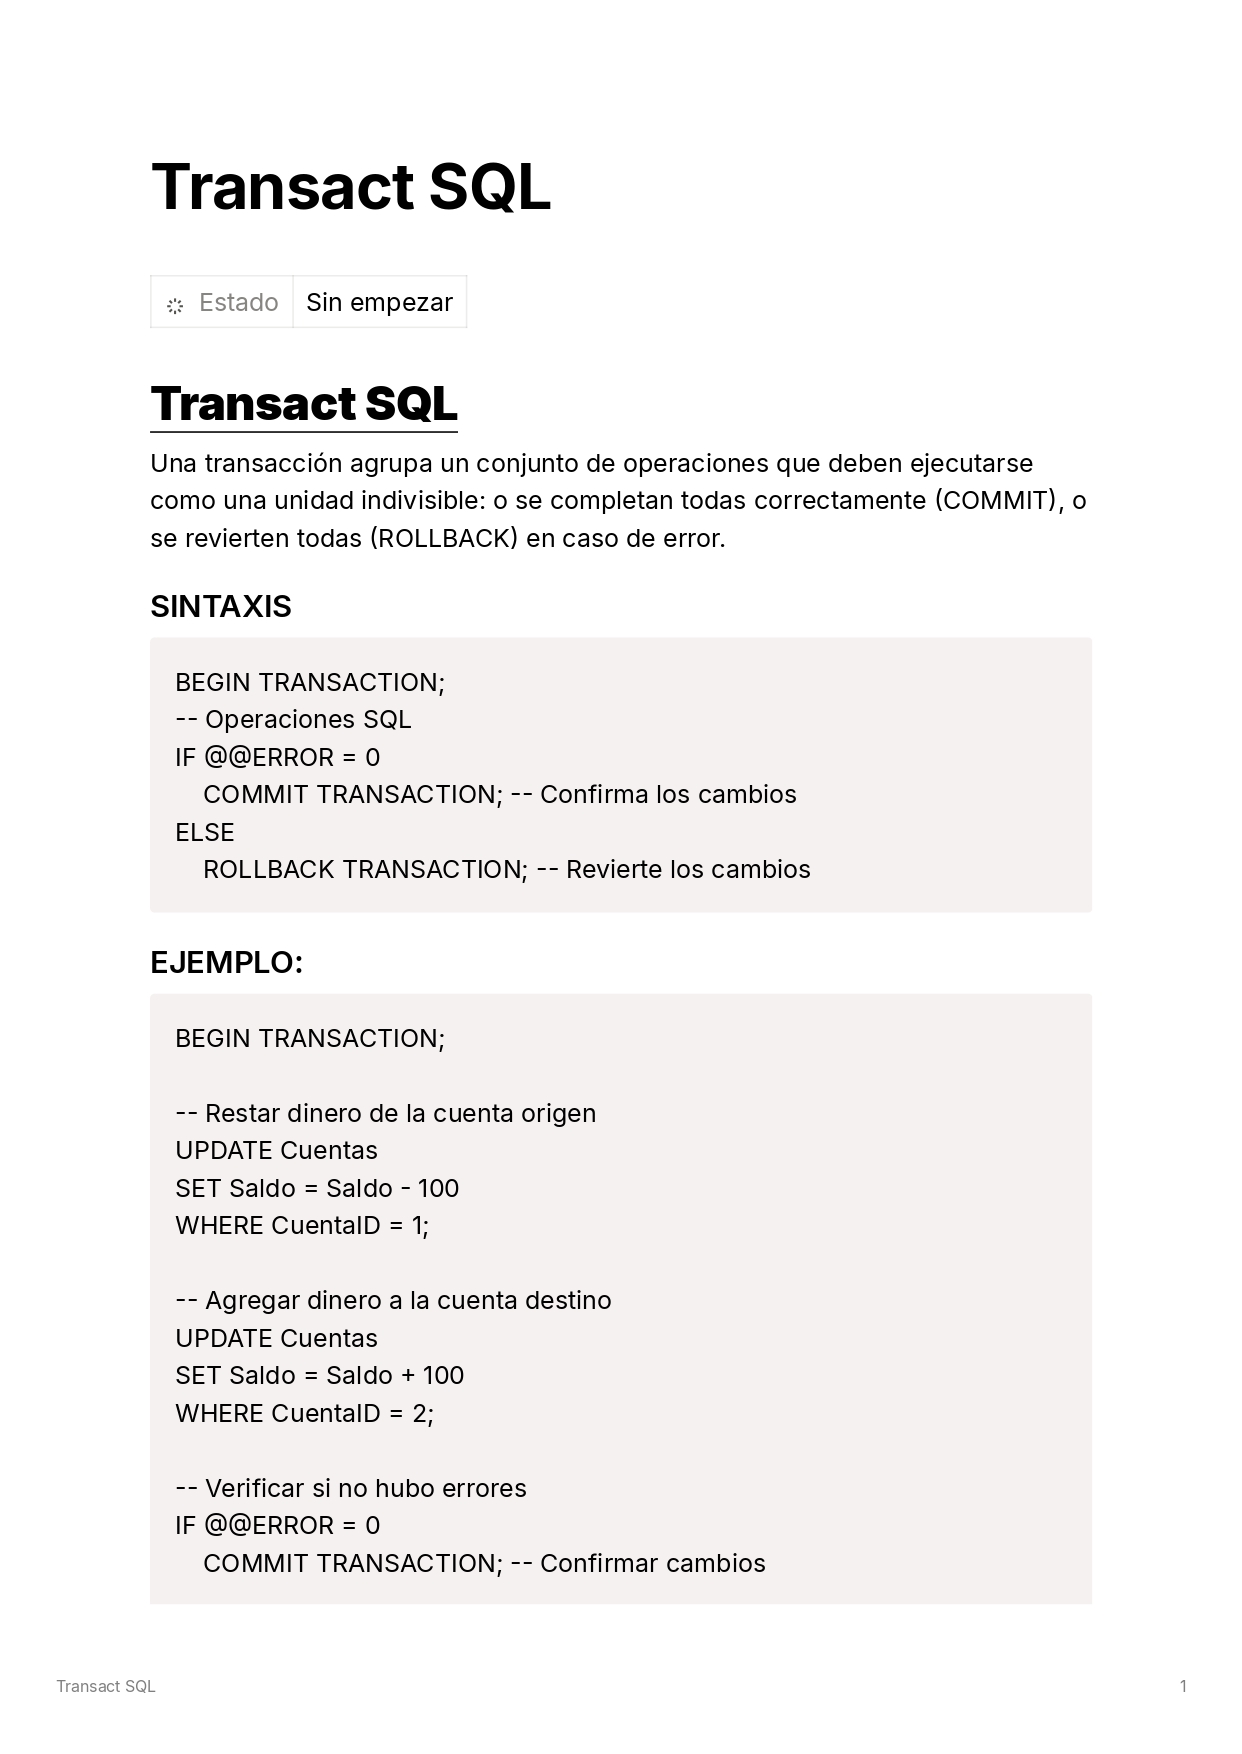 Transact SQL
Estado Sin empezar
Transact SQL
Una transacción agrupa un conjunto de operaciones que deben ejecutarse
como una unidad indivisible: o se completan todas correctamente (COMMIT), o
se revierten todas (ROLLBACK) en caso de error.
SINTAXIS
BEGIN TRANSACTION;
-- Operaciones SQL
IF @@ERROR = 0
    COMMIT TRANSACTION; -- Confirma los cambios
ELSE
    ROLLBACK TRANSACTION; -- Revierte los cambios
EJEMPLO:
BEGIN TRANSACTION;
-- Restar dinero de la cuenta origen
UPDATE Cuentas
SET Saldo = Saldo - 100
WHERE CuentaID = 1;
-- Agregar dinero a la cuenta destino
UPDATE Cuentas
SET Saldo = Saldo + 100
WHERE CuentaID = 2;
-- Verificar si no hubo errores
IF @@ERROR = 0
    COMMIT TRANSACTION; -- Confirmar cambios
Transact SQL 1